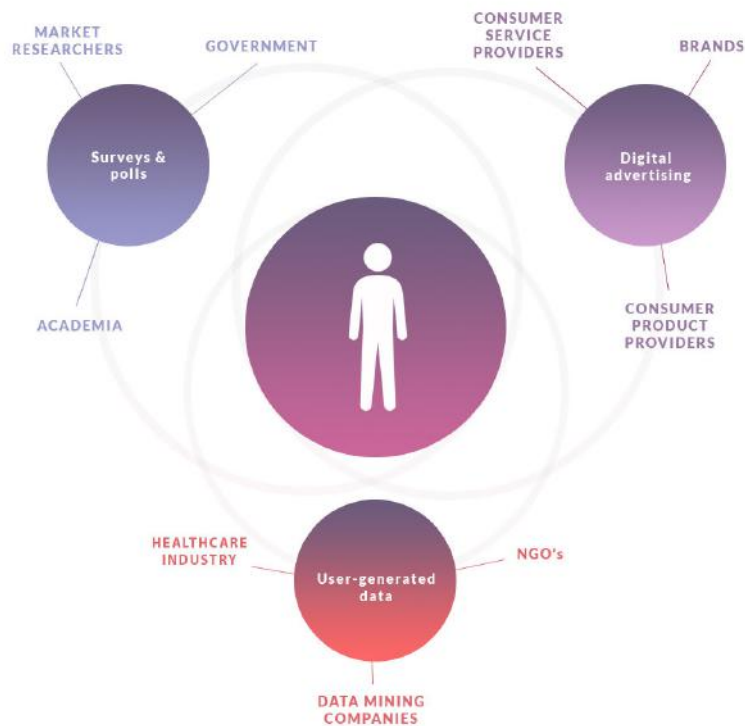 MARKET
RESEARCHERS
GOVERNMENT
Surveys &
polls
ACADEMIA
CONSUMER
SERVICE
PROVIDERS
BRANDS
Digital
advertising
CONSUMER
PRODUCT
PROVIDERS
HEALTHCARE
INDUSTRY
NGO's
User-generated
data
DATA MINING
COMPANIES